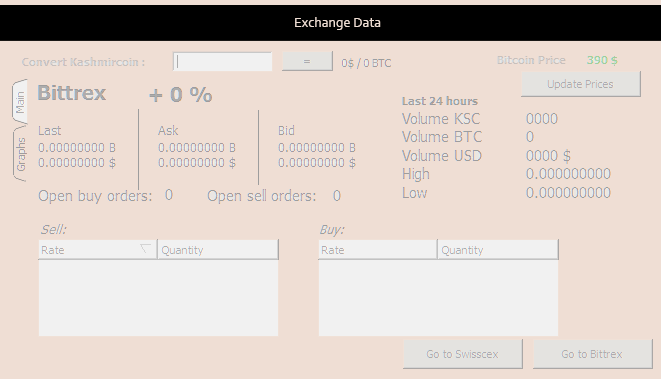 Exchange Data
Convert Kashmircoin : = 0$ / 0 BTC Bitcoin Price 390 $
Update Prices
Main
Graphs
Bittrex + 0 %
Last Ask Bid
0.00000000 B 0.00000000 B 0.00000000 B
0.00000000 $ 0.00000000 $ 0.00000000 $
Open buy orders: 0 Open sell orders: 0
Last 24 hours
Volume KSC 0000
Volume BTC 0
Volume USD 0000 $
High 0.000000000
Low 0.000000000
Sell:
Rate Quantity
Buy:
Rate Quantity
Go to Swisscex Go to Bittrex